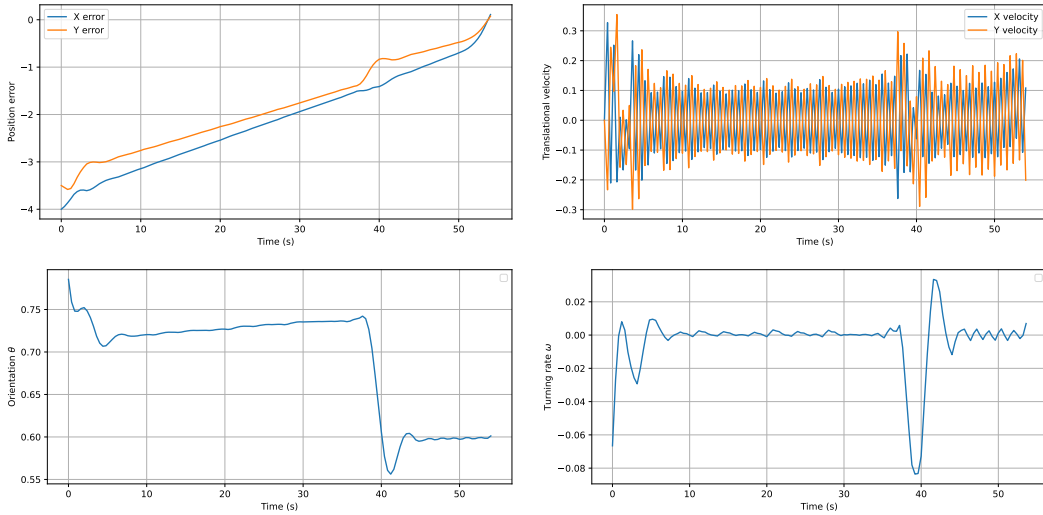 X error
Y error
Position error
0
−1
−2
−3
−4
0 10 20 30 40 50
Time (s)
X velocity
Y velocity
Translational velocity
0.3
0.2
0.1
0.0
−0.1
−0.2
−0.3
0 10 20 30 40 50
Time (s)
Orientation θ
0.75
0.70
0.65
0.60
0.55
0 10 20 30 40 50
Time (s)
Turning rate ω
0.02
0.00
−0.02
−0.04
−0.06
−0.08
0 10 20 30 40 50
Time (s)